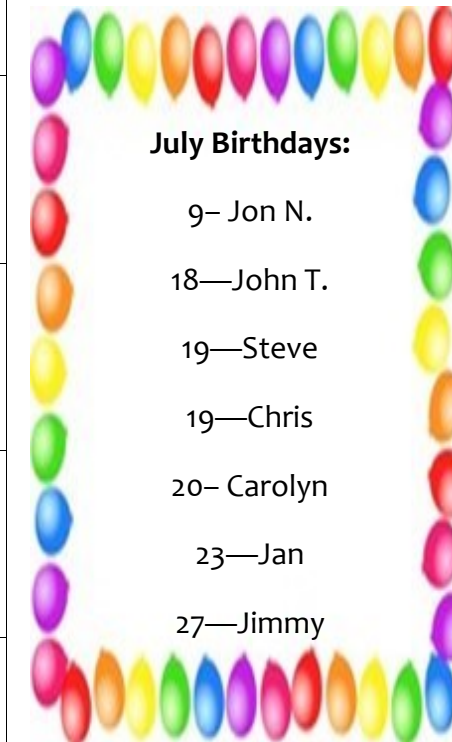 July Birthdays:
9– Jon N.
18—John T.
19—Steve
19—Chris
20– Carolyn
23—Jan
27—Jimmy